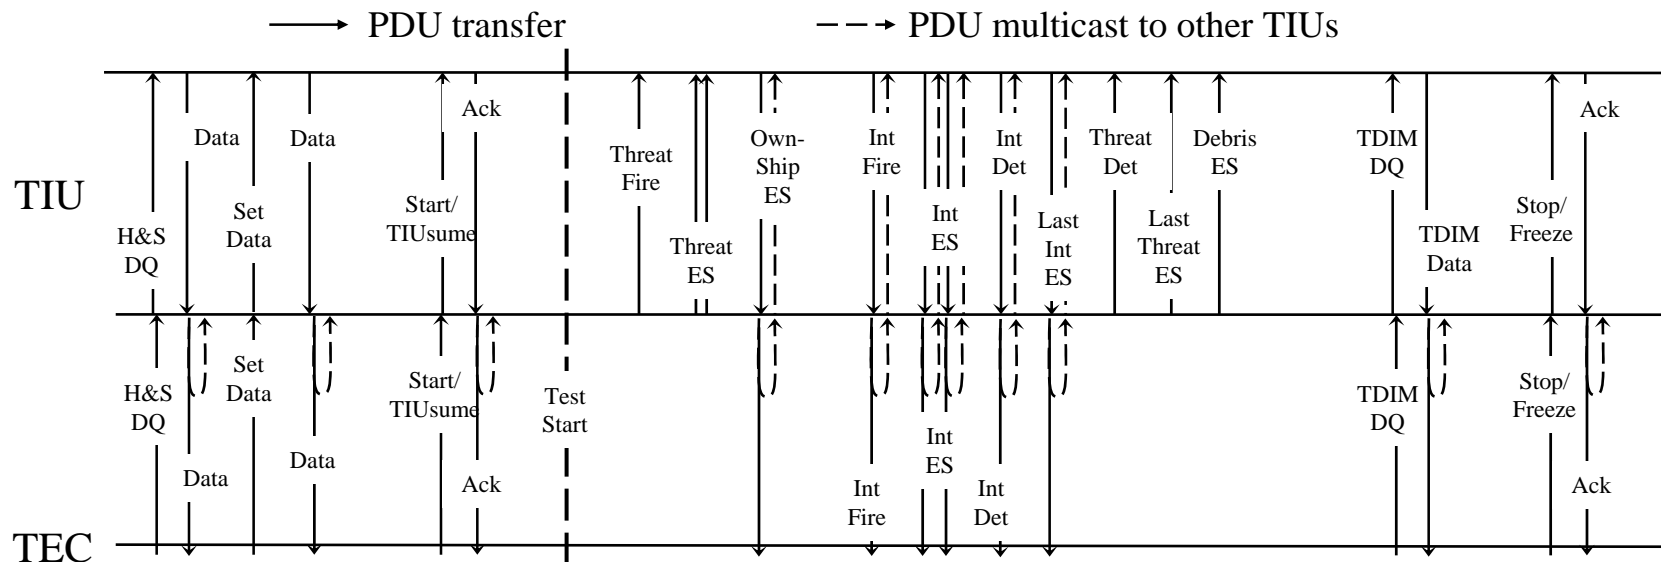 PDU transfer
PDU multicast to other TIUs
TIU
H&S
DQ
Data
Set
Data
Data
Start/
TIUsume
Ack
Threat
Fire
Threat
ES
Own-
Ship
ES
Int
Fire
Int
ES
Int
Det
Last
Int
ES
Threat
Det
Last
Threat
ES
Debris
ES
TDIM
DQ
TDIM
Data
Stop/
Freeze
Ack
H&S
DQ
Data
Set
Data
Data
Start/
TIUsume
Ack
Test
Start
Int
Fire
Int
ES
Int
Det
TDIM
DQ
Stop/
Freeze
Ack
TEC